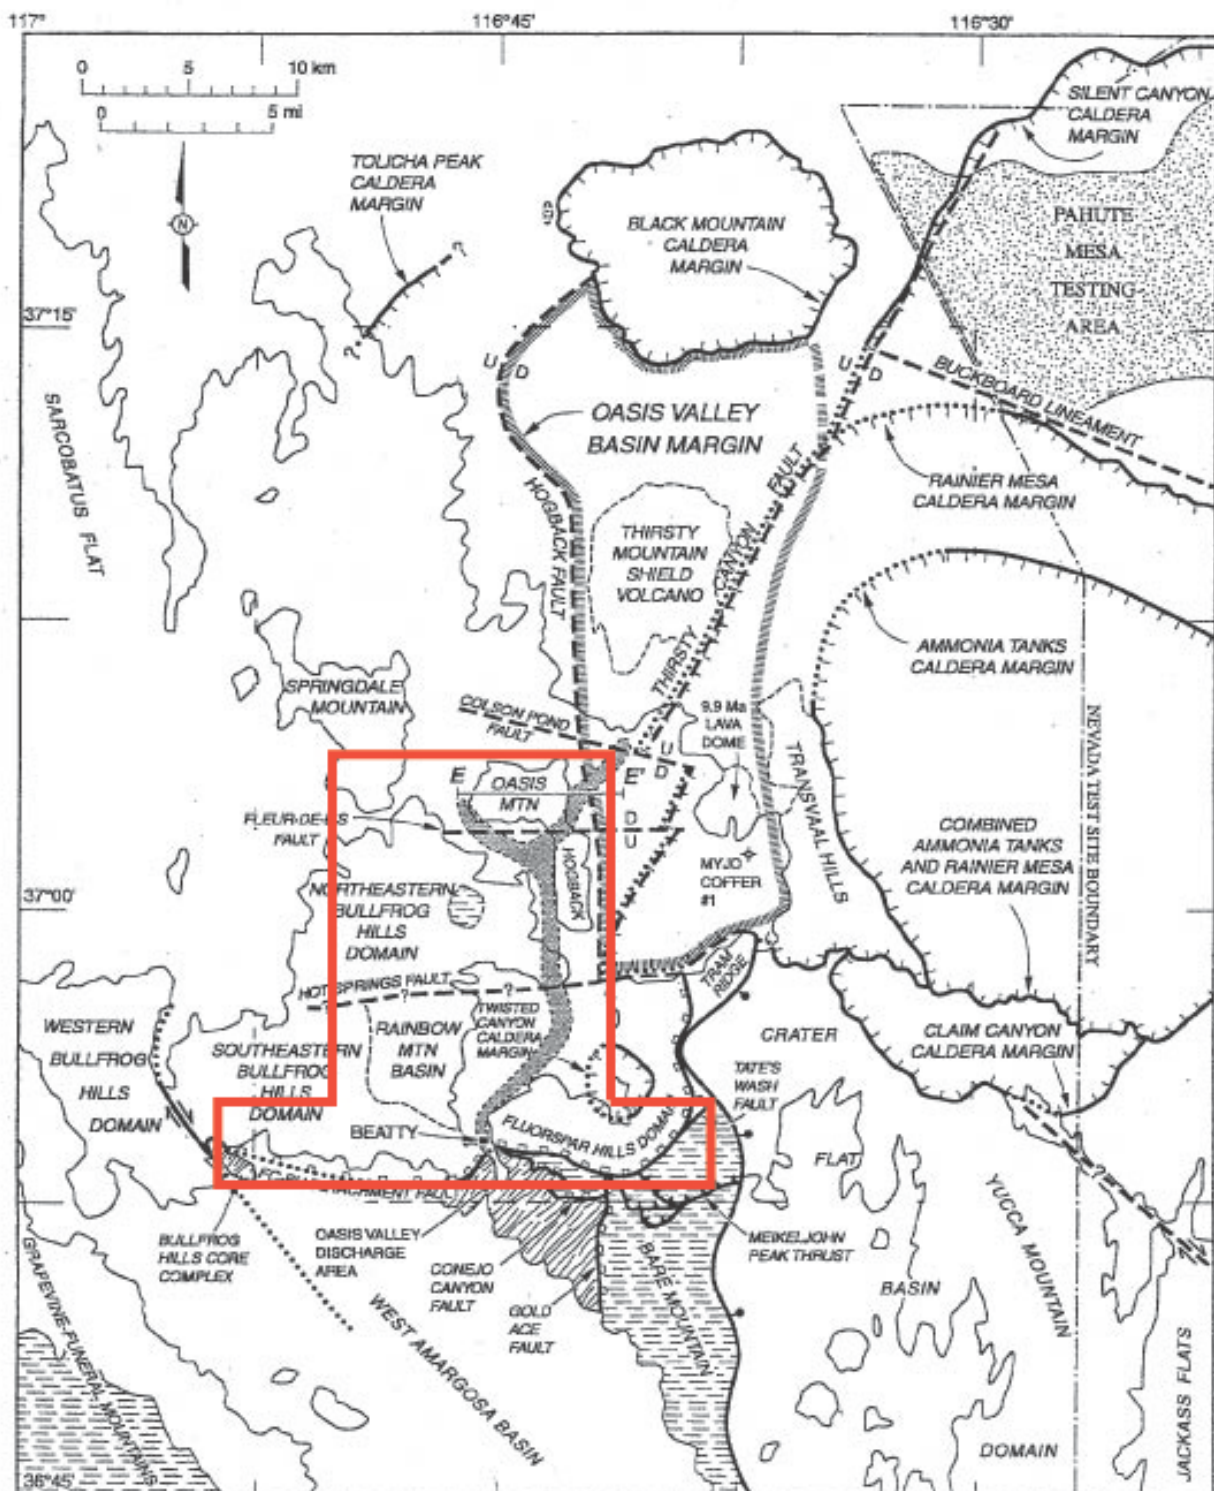 117°
116°45'
116°30'
0 5 10 km
0 5 mi
N
SILENT CANYON
CALDERA
MARGIN
TOLICHA PEAK
CALDERA
MARGIN
BLACK MOUNTAIN
CALDERA
MARGIN
PAHUTE
MESA
TESTING
AREA
37°15'
?
?
U D
U D
BUCKBOARD LINEAMENT
SARCOBATUS FLAT
OASIS VALLEY
BASIN MARGIN
HOGBACK FAULT
THIRSTY CANYON FAULT
RAINIER MESA
CALDERA MARGIN
THIRSTY
MOUNTAIN
SHIELD
VOLCANO
AMMONIA TANKS
CALDERA MARGIN
SPRINGDALE
MOUNTAIN
COLSON POND
FAULT
9.9 Ma
LAVA
DOME
U
D
TRANSVAAL HILLS
NEVADA TEST SITE BOUNDARY
E E'
OASIS
MTN
FLEUR-DE-LIS
FAULT
D
U
HOGBACK
MYJO
COFFER
#1
COMBINED
AMMONIA TANKS
AND RAINIER MESA
CALDERA MARGIN
37°00'
NORTHEASTERN
BULLFROG
HILLS
DOMAIN
HOT SPRINGS FAULT
?
?
?
TRAM
RIDGE
WESTERN
BULLFROG
HILLS
DOMAIN
SOUTHEASTERN
BULLFROG
HILLS
DOMAIN
RAINBOW
MTN
BASIN
TWISTED
CANYON
CALDERA
MARGIN
CRATER
FLAT
BASIN
DOMAIN
CLAIM CANYON
CALDERA MARGIN
TATE'S
WASH
FAULT
BEATTY
FLUORSPAR HILLS DOMAIN
?
BULLFROG
HILLS CORE
COMPLEX
OASIS VALLEY
DISCHARGE
AREA
CONEJO
CANYON
FAULT
GOLD
ACE
FAULT
BARE MOUNTAIN
MEIKELJOHN
PEAK THRUST
YUCCA MOUNTAIN
GRAPEVINE-FUNERAL MOUNTAINS
WEST AMARGOSA BASIN
JACKASS FLATS
36°45'